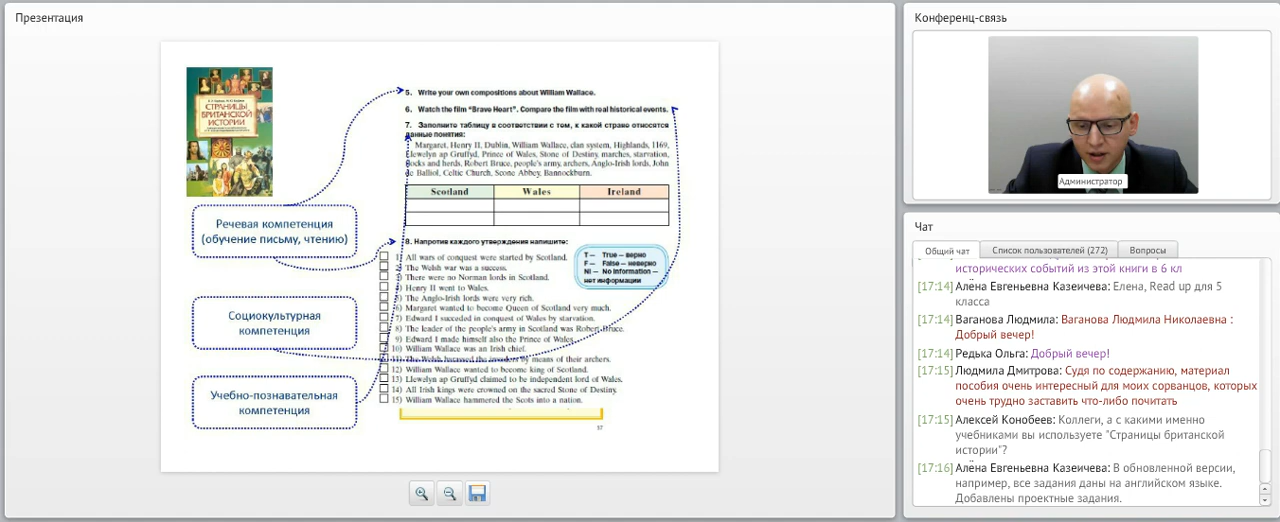 Презентация
СТРАНИЦЫ
БРИТАНСКОЙ
ИСТОРИИ
Речевая компетенция
(обучение письму, чтению)
Социокультурная
компетенция
Учебно-познавательная
компетенция
5. Write your own compositions about William Wallace.
6. Watch the film "Brave Heart". Compare the film with real historical events.
7. Заполните таблицу в соответствии с тем, к какой стране относятся
данные понятия:
Margaret, Henry II, Dublin, William Wallace, clan system, Highlands, 1169,
Llewelyn ap Gruffyd, Prince of Wales, Stone of Destiny, marches, starvation,
flocks and herds, Robert Bruce, people's army, archers, Anglo-Irish lords, John
de Balliol, Celtic Church, Scone Abbey, Bannockburn.
Scotland Wales Ireland
8. Напротив каждого утверждения напишите:
T — True — верно
F — False — неверно
NI — No Information —
нет информации
1) All wars of conquest were started by Scotland.
2) The Welsh war was a success.
3) There were no Norman lords in Scotland.
4) Henry II went to Wales.
5) The Anglo-Irish lords were very rich.
6) Margaret wanted to become Queen of Scotland very much.
7) Edward I succeded in conquest of Wales by starvation.
8) The leader of the people's army in Scotland was Robert Bruce.
9) Edward I made himself also the Prince of Wales.
10) William Wallace was an Irish chief.
11) The Welsh harassed the invaders by means of their archers.
12) William Wallace wanted to become king of Scotland.
13) Llewelyn ap Gruffyd claimed to be independent lord of Wales.
14) All Irish kings were crowned on the sacred Stone of Destiny.
15) William Wallace hammered the Scots into a nation.
Конференц-связь
Администратор
Чат
Общий чат Список пользователей (272) Вопросы
исторических событий из этой книги в 6 кл
[17:14] Алёна Евгеньевна Казеичева: Елена, Read up для 5
класса
[17:14] Ваганова Людмила: Ваганова Людмила Николаевна :
Добрый вечер!
[17:14] Редька Ольга: Добрый вечер!
[17:15] Людмила Дмитрова: Судя по содержанию, материал
пособия очень интересный для моих сорванцов, которых
очень трудно заставить что-либо почитать
[17:15] Алексей Конобеев: Коллеги, а с какими именно
учебниками вы используете "Страницы британской
истории"?
[17:16] Алёна Евгеньевна Казеичева: В обновленной версии,
например, все задания даны на английском языке.
Добавлены проектные задания.